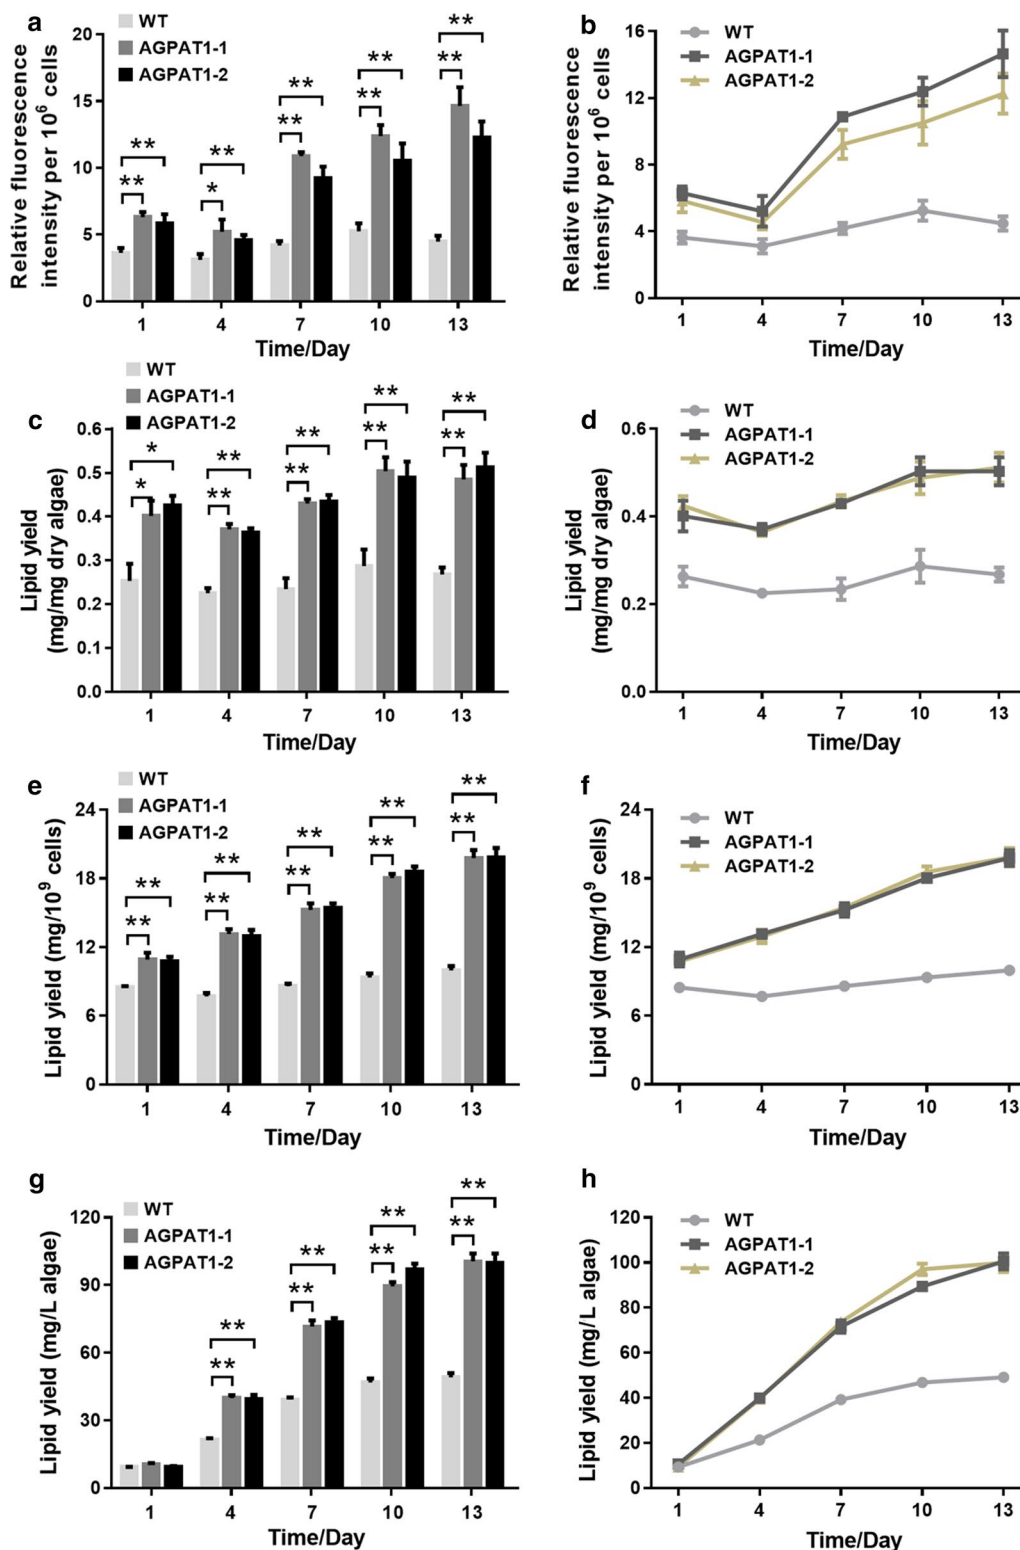 a
WT
AGPAT1-1
AGPAT1-2
Relative fluorescence
intensity per 10⁶ cells
20
15
10
5
0
**
**
**
*
**
**
**
**
**
**
1 4 7 10 13
Time/Day
b
WT
AGPAT1-1
AGPAT1-2
Relative fluorescence
intensity per 10⁶ cells
16
12
8
4
0
1 4 7 10 13
Time/Day
c
WT
AGPAT1-1
AGPAT1-2
Lipid yield
(mg/mg dry algae)
0.6
0.5
0.4
0.3
0.2
0.1
0.0
*
*
**
**
**
**
**
**
**
**
1 4 7 10 13
Time/Day
d
WT
AGPAT1-1
AGPAT1-2
Lipid yield
(mg/mg dry algae)
0.6
0.4
0.2
0.0
1 4 7 10 13
Time/Day
e
WT
AGPAT1-1
AGPAT1-2
Lipid yield (mg/10⁹ cells)
24
18
12
6
0
**
**
**
**
**
**
**
**
**
**
1 4 7 10 13
Time/Day
f
WT
AGPAT1-1
AGPAT1-2
Lipid yield (mg/10⁹ cells)
24
18
12
6
0
1 4 7 10 13
Time/Day
g
WT
AGPAT1-1
AGPAT1-2
Lipid yield (mg/L algae)
120
90
60
30
0
**
**
**
**
**
**
**
**
1 4 7 10 13
Time/Day
h
WT
AGPAT1-1
AGPAT1-2
Lipid yield (mg/L algae)
120
100
80
60
40
20
0
1 4 7 10 13
Time/Day